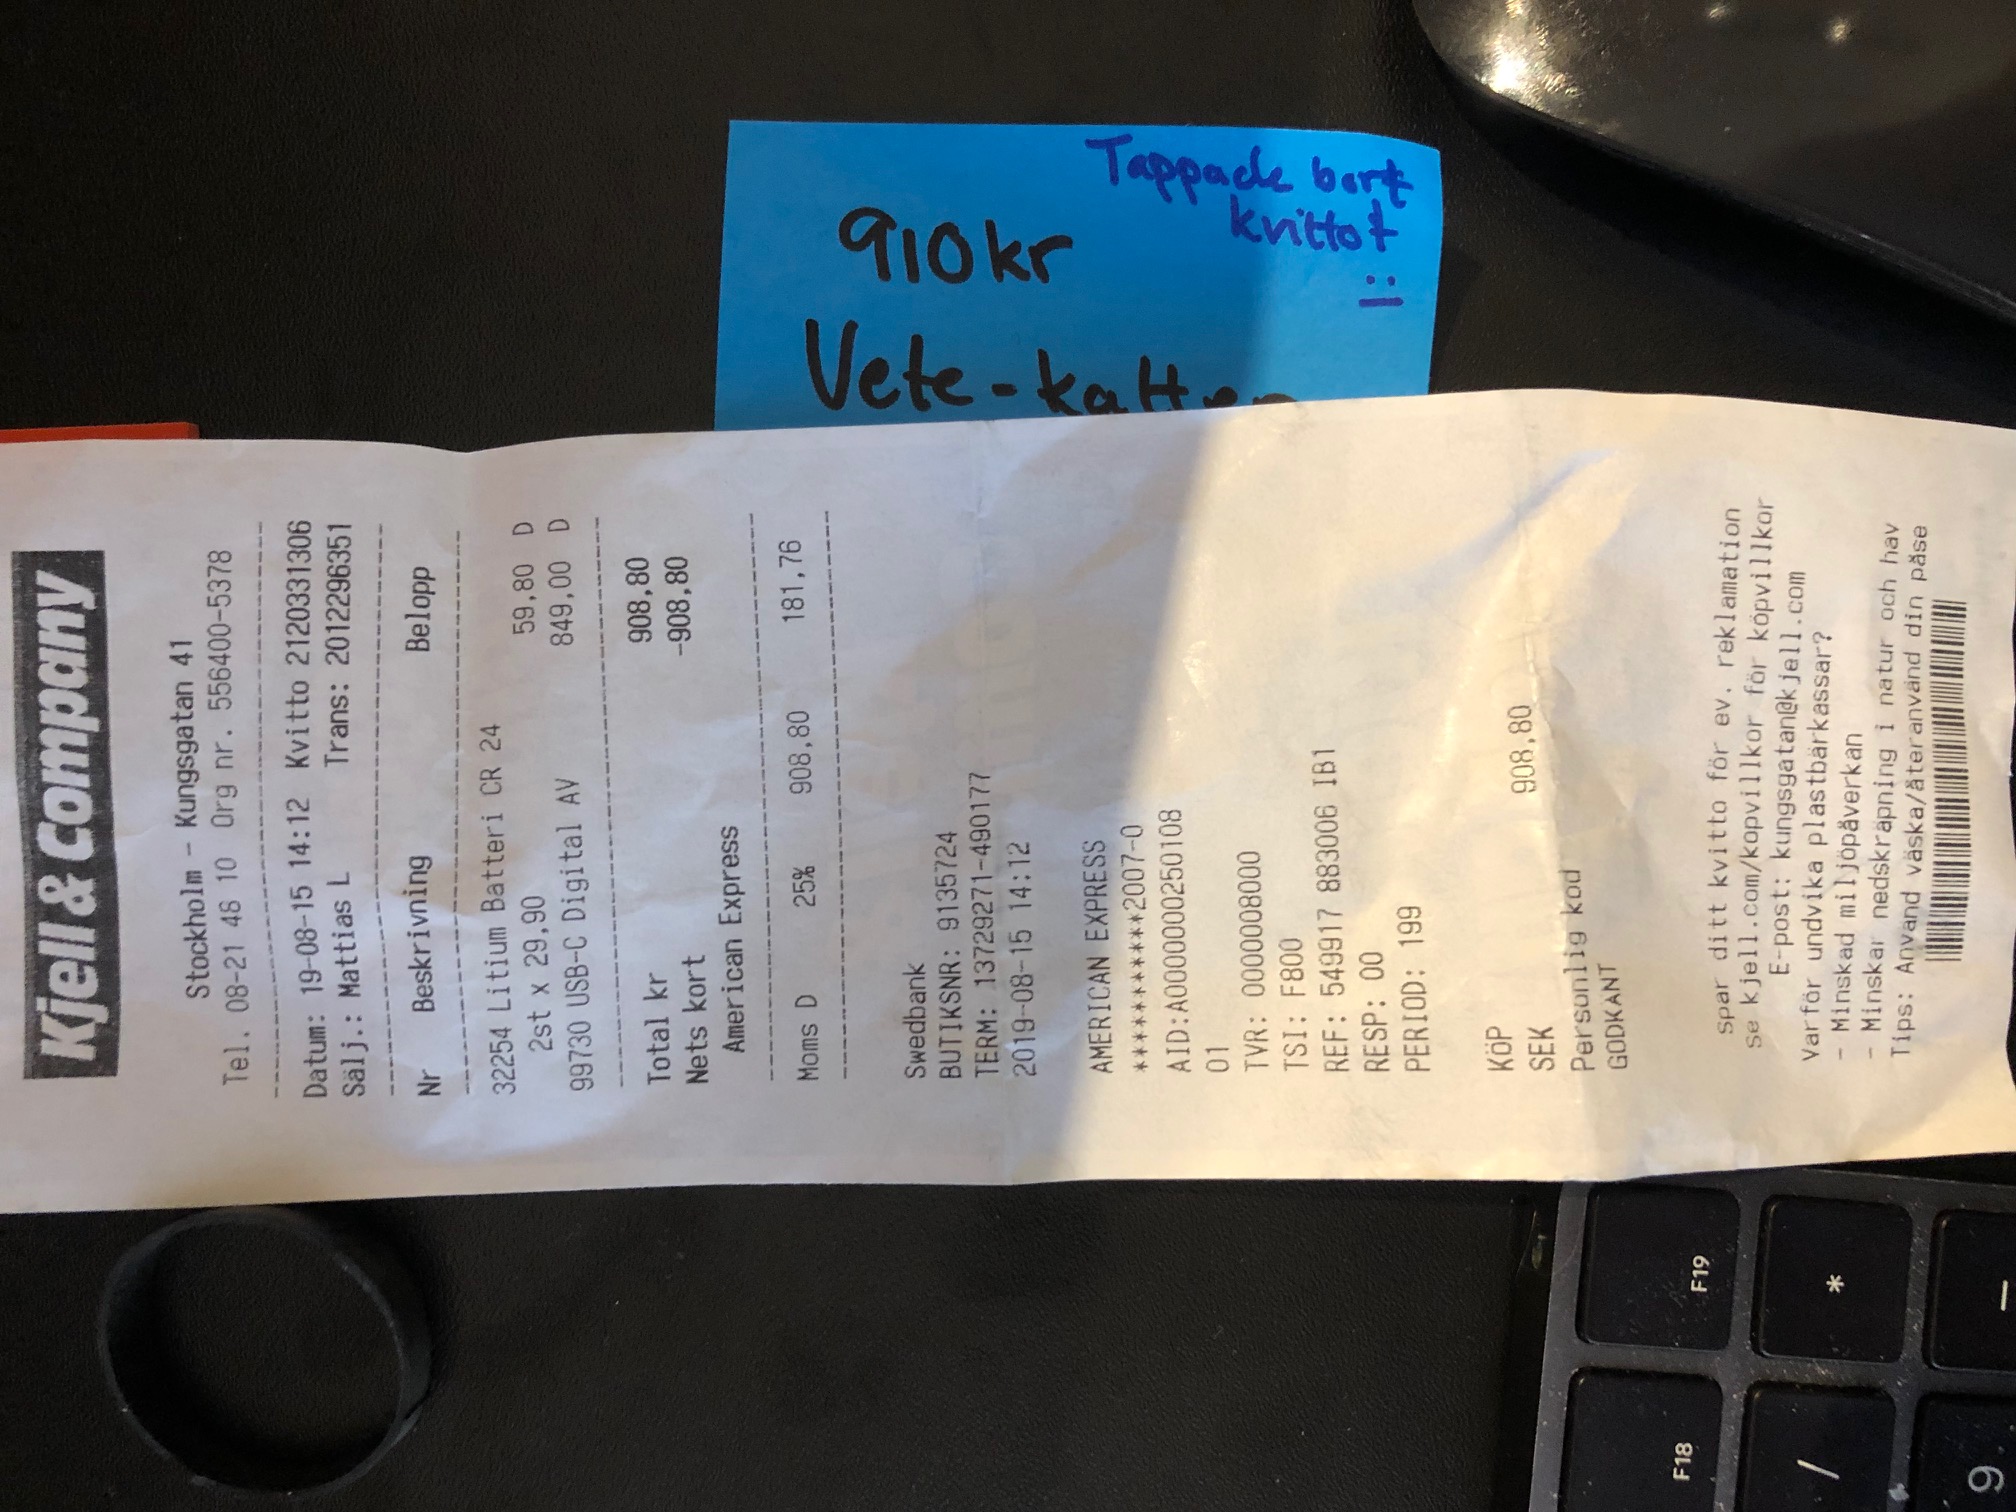 Kjell & Company
Stockholm - Kungsgatan 41
Tel. 08-21 46 10 Org nr. 556400-5378
Datum: 19-08-15 14:12 Kvitto 2120331306
Sälj.: Mattias L Trans: 2012296351
Nr Beskrivning Belopp
32254 Litium Batteri CR 24
2st x 29,90 59,80 D
99730 USB-C Digital AV 849,00 D
Total kr 908,80
Nets kort -908,80
American Express
Moms D 25% 908,80 181,76
Swedbank
BUTIKSNR: 9135724
TERM: 13729271-490177
2019-08-15 14:12
AMERICAN EXPRESS
***********2007-0
AID:A0000000250108
01
TVR: 0000008000
TSI: F800
REF: 549917 883006 IB1
RESP: 00
PERIOD: 199
KÖP
SEK 908,80
Personlig kod
GODKANT
spar ditt kvitto för ev. reklamation
se kjell.com/kopvillkor för köpvillkor
E-post: kungsgatan@kjell.com
Varför undvika plastbärkassar?
- Minskad miljöpåverkan
- Minskar nedskräpning i natur och hav
Tips: Använd väska/återanvänd din påse
Tappade bort
kvittot
910kr
Vete-katten
F18
F19
/
*
9
-